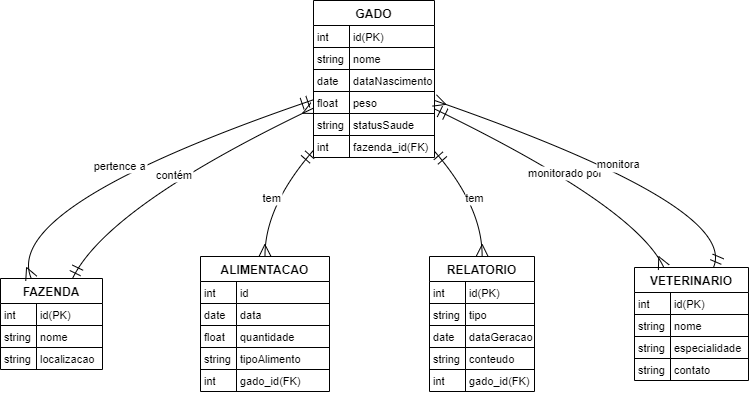 GADO
int id(PK)
string nome
date dataNascimento
float peso
string statusSaude
int fazenda_id(FK)
pertence a
contém
tem
tem
monitorado por
monitora
FAZENDA
int id(PK)
string nome
string localizacao
ALIMENTACAO
int id
date data
float quantidade
string tipoAlimento
int gado_id(FK)
RELATORIO
int id(PK)
string tipo
date dataGeracao
string conteudo
int gado_id(FK)
VETERINARIO
int id(PK)
string nome
string especialidade
string contato